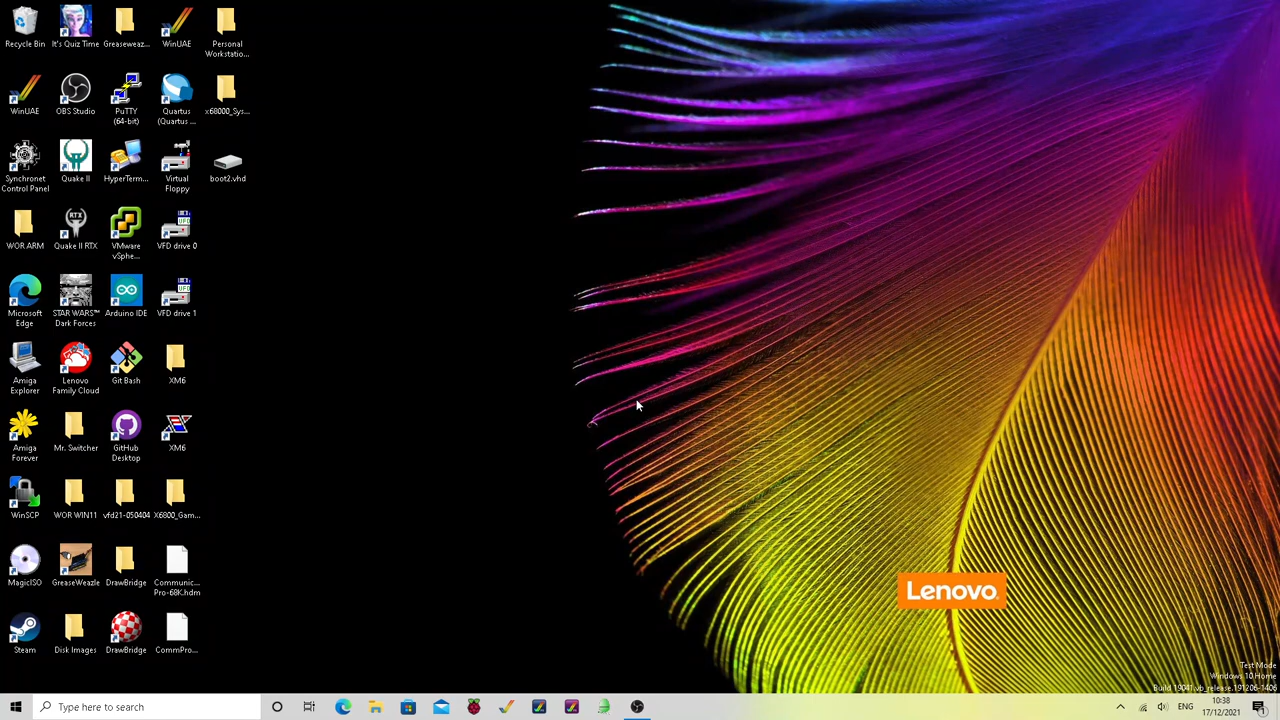 Recycle Bin
It's Quiz Time
Greaseweaz...
WinUAE
Personal
Workstatio...
WinUAE
OBS Studio
PuTTY
(64-bit)
Quartus
(Quartus ...
x68000_Sys...
Synchronet
Control Panel
Quake II
HyperTerm...
Virtual
Floppy
boot2.vhd
WOR ARM
Quake II RTX
VMware
vSphe...
VFD drive 0
Microsoft
Edge
STAR WARS™
Dark Forces
Arduino IDE
VFD drive 1
Amiga
Explorer
Lenovo
Family Cloud
Git Bash
XM6
Amiga
Forever
Mr. Switcher
GitHub
Desktop
XM6
WinSCP
WOR WIN11
vfd21-050404
X6800_Gam...
MagicISO
GreaseWeazle
DrawBridge
Communic...
Pro-68K.hdm
Steam
Disk Images
DrawBridge
CommPro...
Lenovo
Test Mode
Windows 10 Home
Build 19041.vb_release.191206-1406
Type here to search
ENG
10:38
17/12/2021